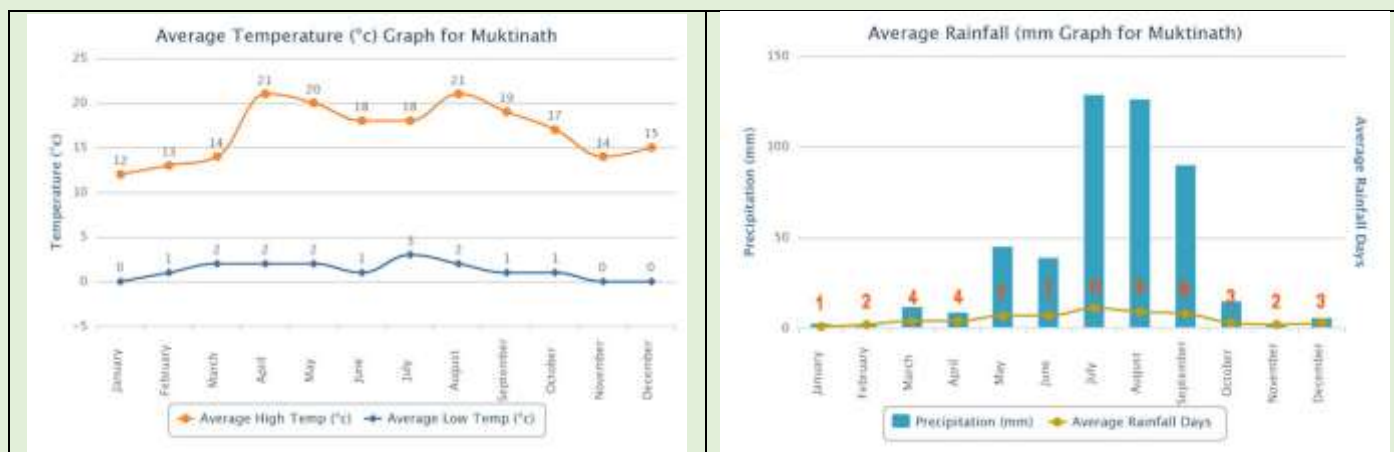 Average Temperature (°c) Graph for Muktinath
Temperature (°c)
25
20
15
10
5
0
-5
12
13
14
21
20
18
18
21
19
17
14
15
0
1
2
2
2
1
3
2
1
1
0
0
January
February
March
April
May
June
July
August
September
October
November
December
Average High Temp (°c) Average Low Temp (°c)
Average Rainfall (mm Graph for Muktinath)
Precipitation (mm)
150
100
50
0
1
2
4
4
3
2
3
January
February
March
April
May
June
July
August
September
October
November
December
Average Rainfall Days
Precipitation (mm) Average Rainfall Days